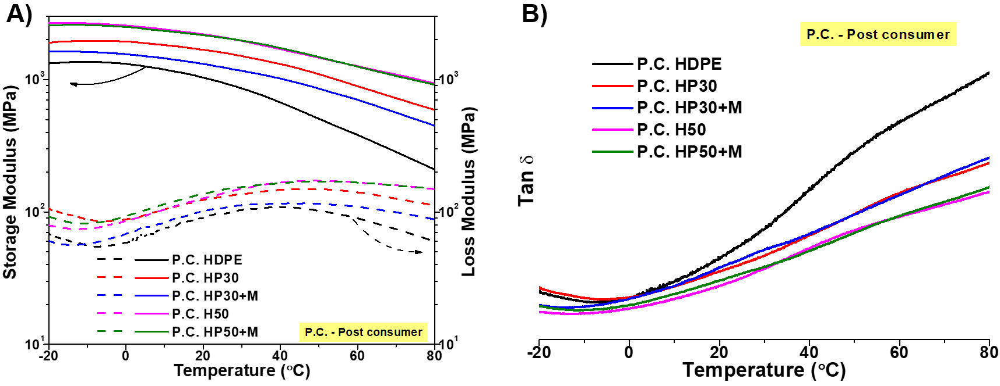 A)
Storage Modulus (MPa)
10³
10²
10¹
P.C. HDPE
P.C. HP30
P.C. HP30+M
P.C. H50
P.C. HP50+M
P.C. - Post consumer
10³
10²
10¹
Loss Modulus (MPa)
-20 0 20 40 60 80
Temperature (°C)
B)
P.C. - Post consumer
P.C. HDPE
P.C. HP30
P.C. HP30+M
P.C. H50
P.C. HP50+M
Tan δ
-20 0 20 40 60 80
Temperature (°C)